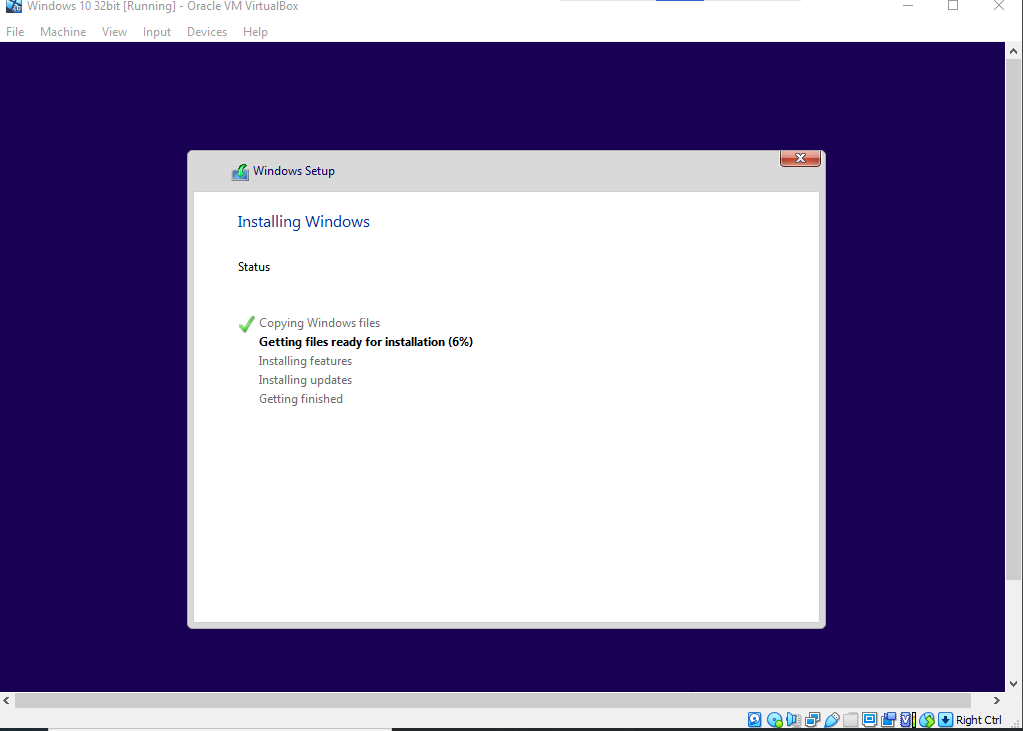 Windows 10 32bit [Running] - Oracle VM VirtualBox
File Machine View Input Devices Help
Windows Setup
Installing Windows
Status
Copying Windows files
Getting files ready for installation (6%)
Installing features
Installing updates
Getting finished
Right Ctrl